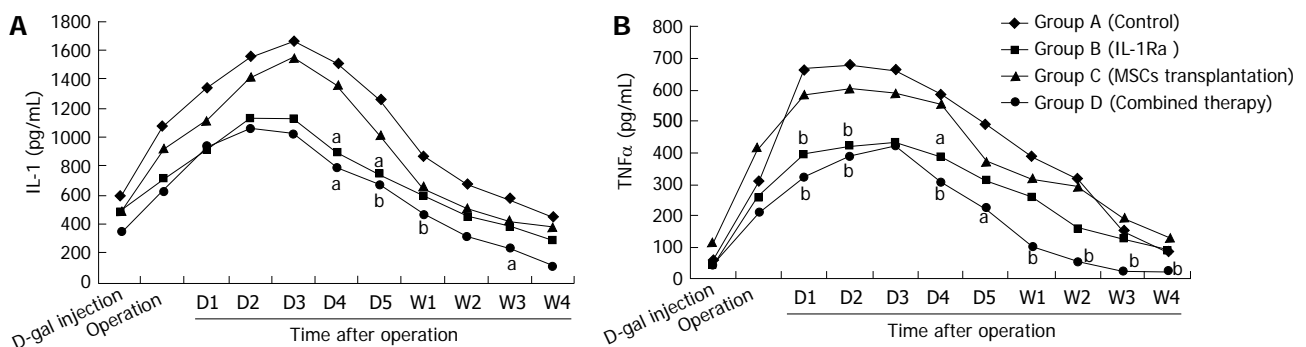 A
IL-1 (pg/mL)
1800
1600
1400
1200
1000
800
600
400
200
0
a
a
a
b
b
a
D-gal injection
Operation
D1 D2 D3 D4 D5 W1 W2 W3 W4
Time after operation
B
TNFα (pg/mL)
800
700
600
500
400
300
200
100
0
b
b
a
b
b
b
a
b
b
b
b
D-gal injection
Operation
D1 D2 D3 D4 D5 W1 W2 W3 W4
Time after operation
Group A (Control)
Group B (IL-1Ra )
Group C (MSCs transplantation)
Group D (Combined therapy)